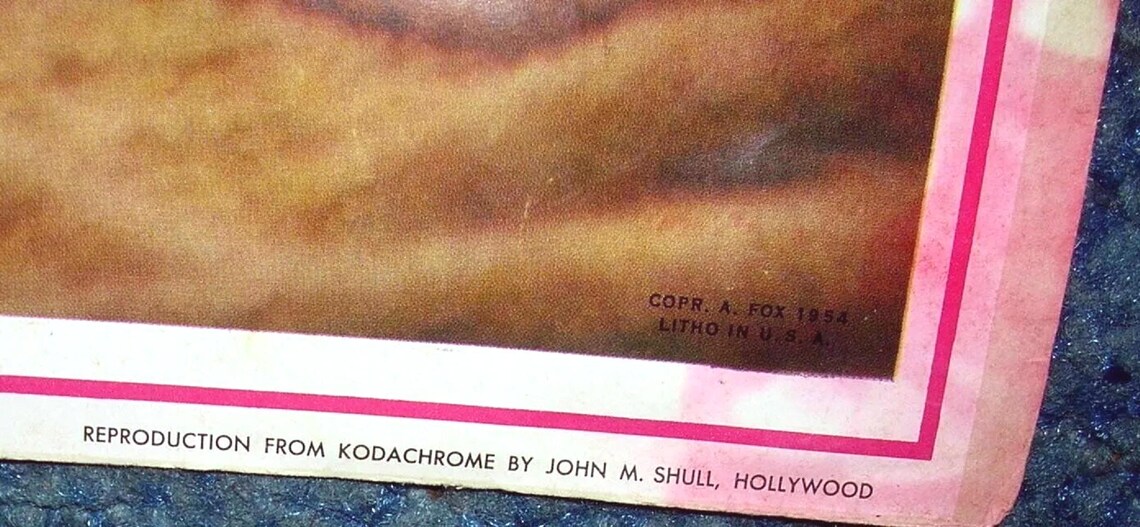 COPR. A. FOX 1954
LITHO IN U. S. A.
REPRODUCTION FROM KODACHROME BY JOHN M. SHULL, HOLLYWOOD